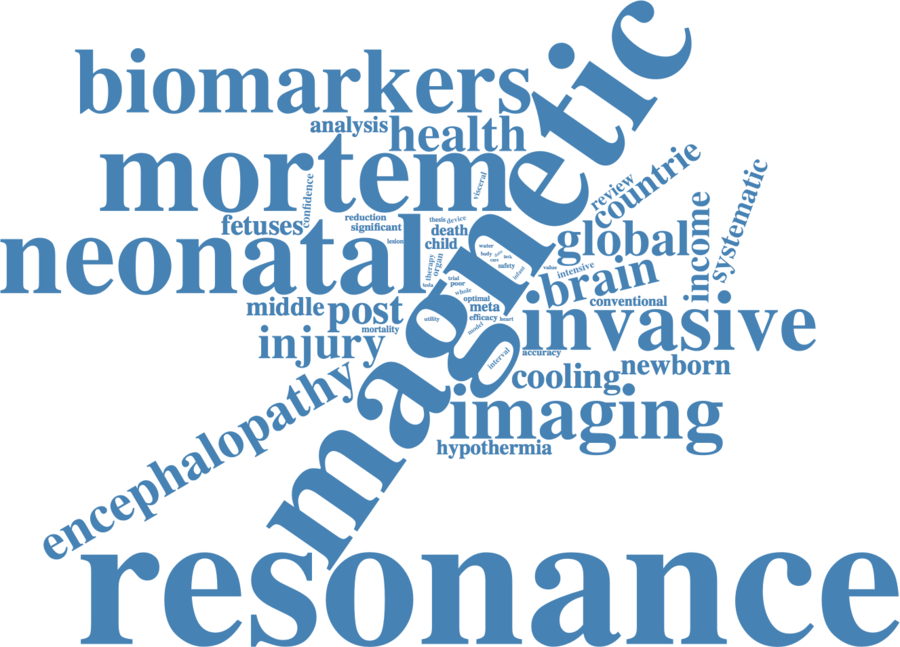 magnetic
biomarkers
analysis
health
mortem
visceral
confidence
review
countrie
systematic
income
fetuses
reduction
significant
thesis
device
death
child
lesion
neonatal
global
water
body
safety
therapy
organ
value
intensive
brain
trial
poor
whole
tesla
optimal
conventional
middle
post
meta
efficacy
heart
utility
model
mortality
invasive
injury
accuracy
interval
cooling
newborn
encephalopathy
imaging
hypothermia
resonance